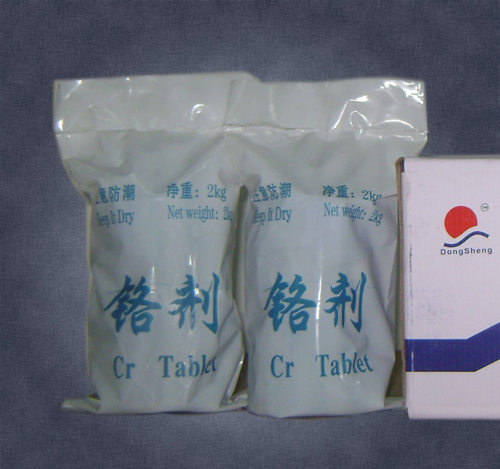 意防潮 净重：2kg
Keep It Dry Net weight: 2kg
铬剂
Cr Tablet
注意防潮 净重：2kg
Keep It Dry Net weight: 2kg
铬剂
Cr Tablet
TM
DongSheng